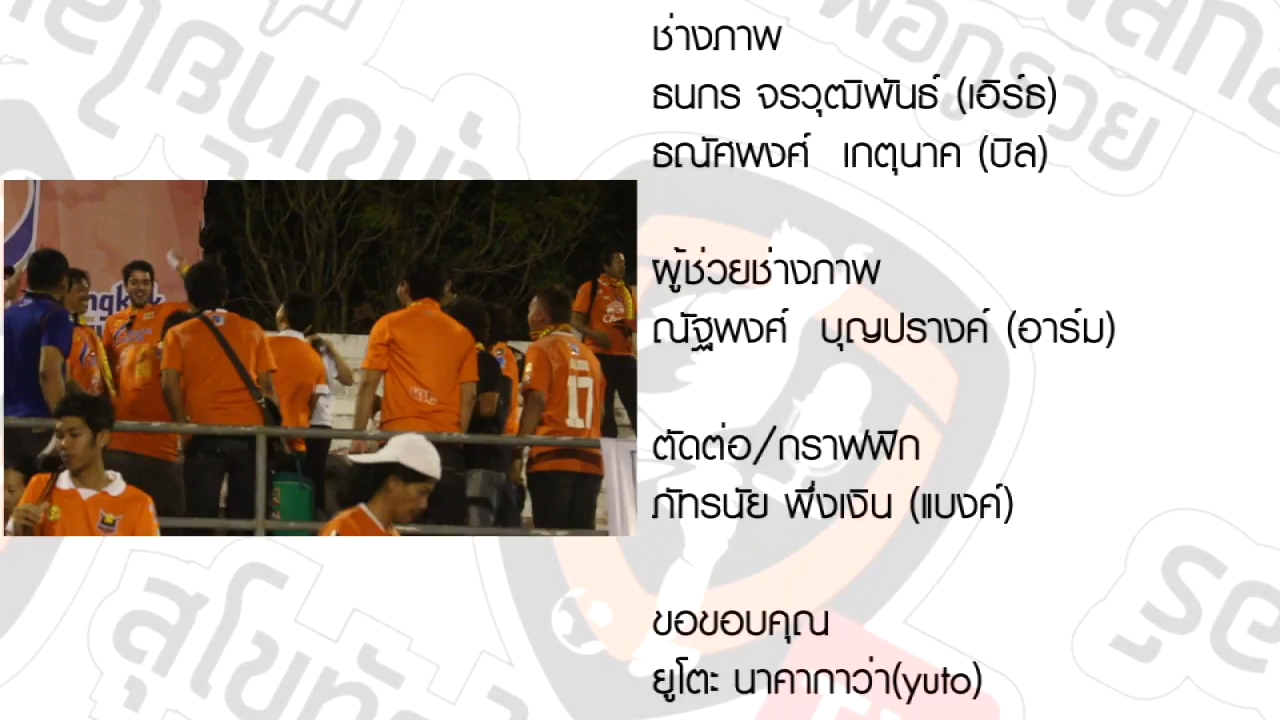 ช่างภาพ
ธนกร จรวุฒิพันธ์ (เอิร์ธ)
ธณัศพงศ์ เกตุนาค (บิล)
ผู้ช่วยช่างภาพ
ณัฐพงศ์ บุญปรางค์ (อาร์ม)
ตัดต่อ/กราฟฟิก
ภัทรนัย พึ่งเงิน (แบงค์)
ขอขอบคุณ
ยูโตะ นาคากาว่า(yuto)
17